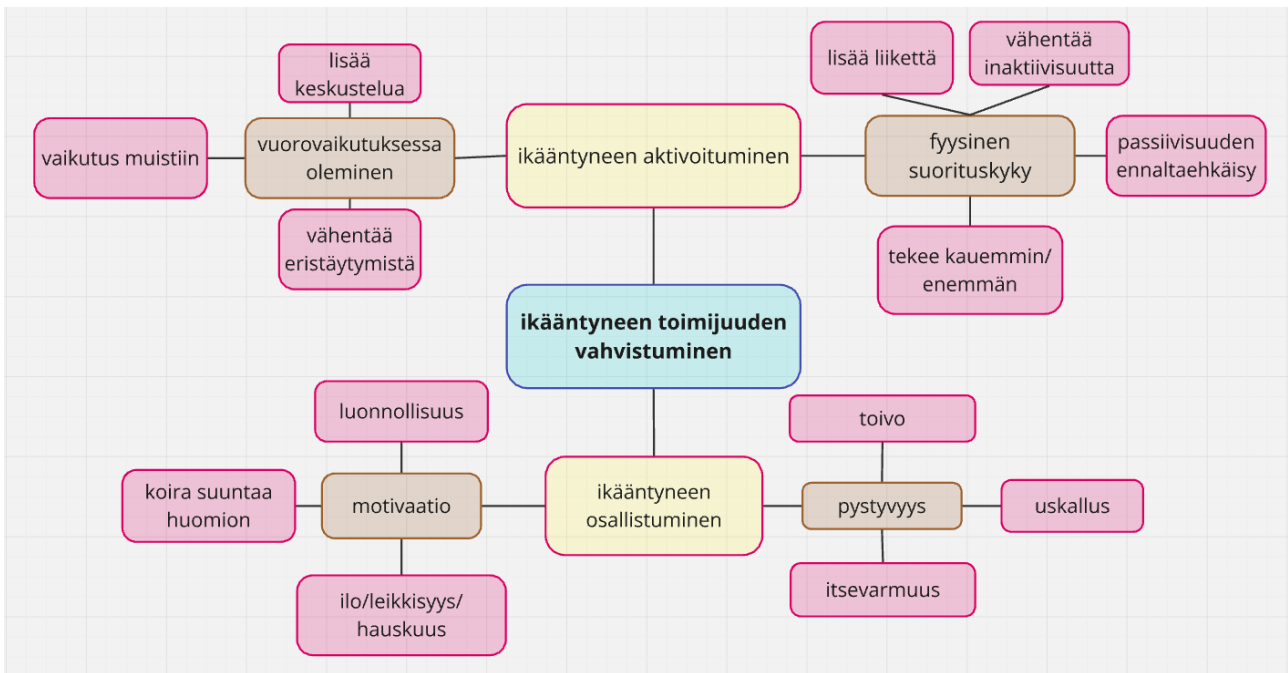 lisää
keskustelua
vaikutus muistiin
vuorovaikutuksessa
oleminen
vähentää
eristäytymistä
ikääntyneen aktivoituminen
lisää liikettä
vähentää
inaktiivisuutta
fyysinen
suorituskyky
passiivisuuden
ennaltaehkäisy
tekee kauemmin/
enemmän
ikääntyneen toimijuuden
vahvistuminen
luonnollisuus
koira suuntaa
huomion
motivaatio
ilo/leikkisyys/
hauskuus
ikääntyneen
osallistuminen
toivo
pystyvyys
uskallus
itsevarmuus